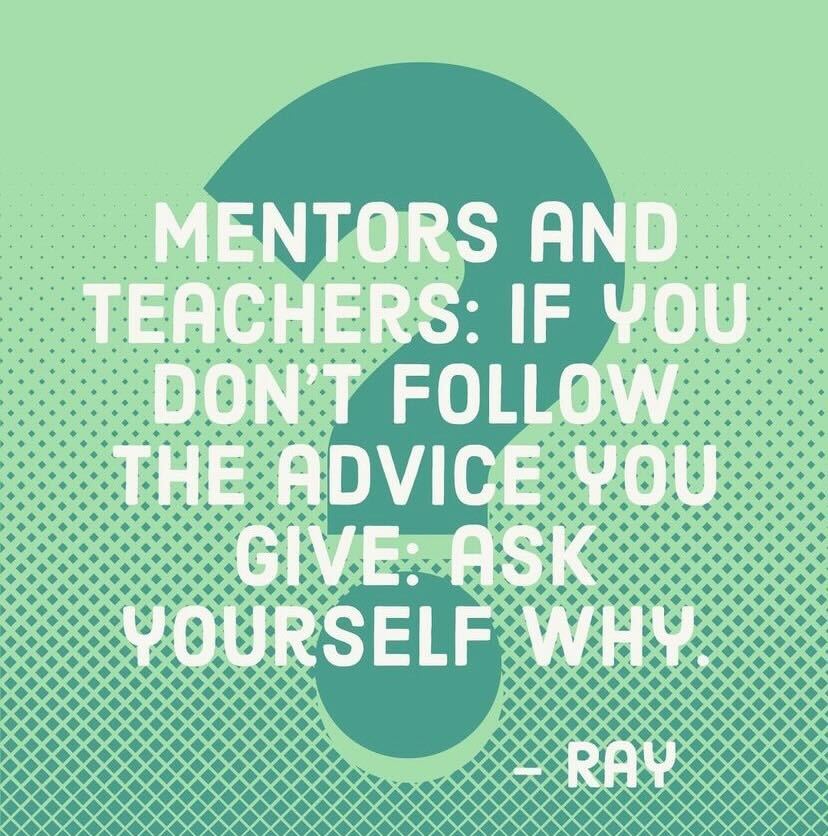 MENTORS AND
TEACHERS: IF YOU
DON'T FOLLOW
THE ADVICE YOU
GIVE: ASK
YOURSELF WHY.
– RAY